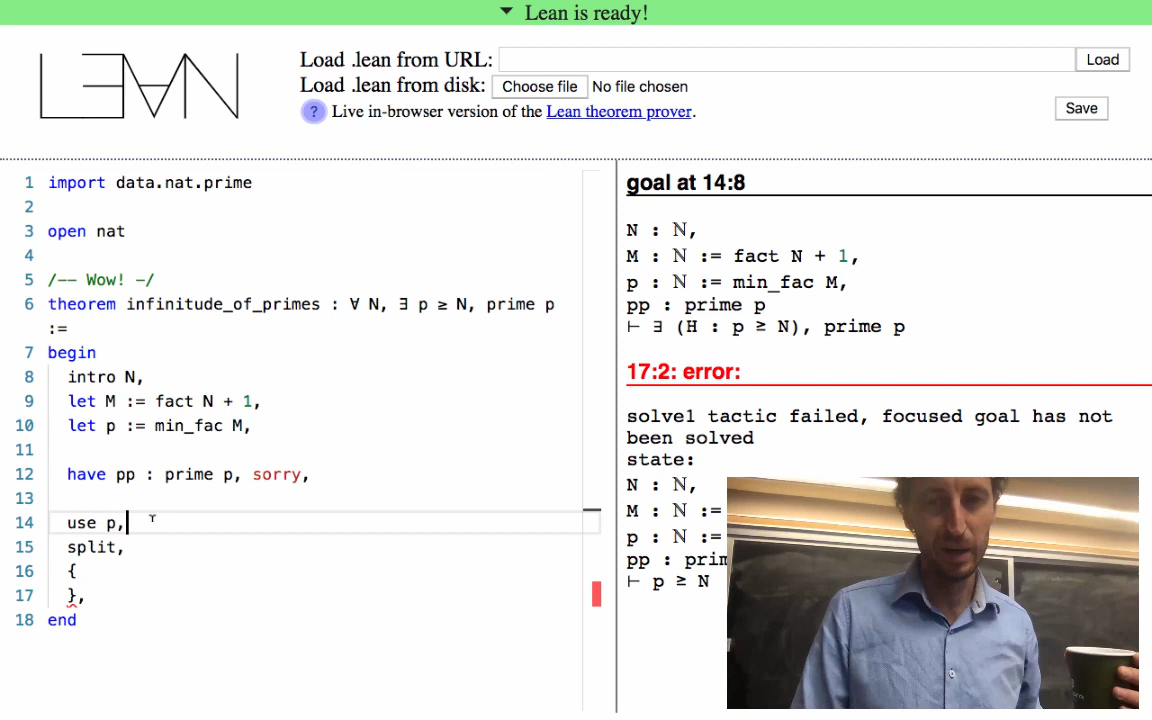 ▼ Lean is ready!
LEAN
Load .lean from URL: Load
Load .lean from disk: Choose file No file chosen
? Live in-browser version of the Lean theorem prover.
Save
1 import data.nat.prime
2
3 open nat
4
5 /-- Wow! -/
6 theorem infinitude_of_primes : ∀ N, ∃ p ≥ N, prime p
:=
7 begin
8 intro N,
9 let M := fact N + 1,
10 let p := min_fac M,
11
12 have pp : prime p, sorry,
13
14 use p,
15 split,
16 {
17 },
18 end
goal at 14:8
N : ℕ,
M : ℕ := fact N + 1,
p : ℕ := min_fac M,
pp : prime p
⊢ ∃ (H : p ≥ N), prime p
17:2: error:
solve1 tactic failed, focused goal has not
been solved
state:
N : ℕ,
M : ℕ :=
p : ℕ :=
pp : prim
⊢ p ≥ N